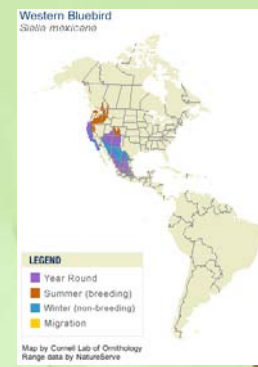 Western Bluebird
Sialia mexicana
LEGEND
Year Round
Summer (breeding)
Winter (non-breeding)
Migration
Map by Cornell Lab of Ornithology
Range data by NatureServe